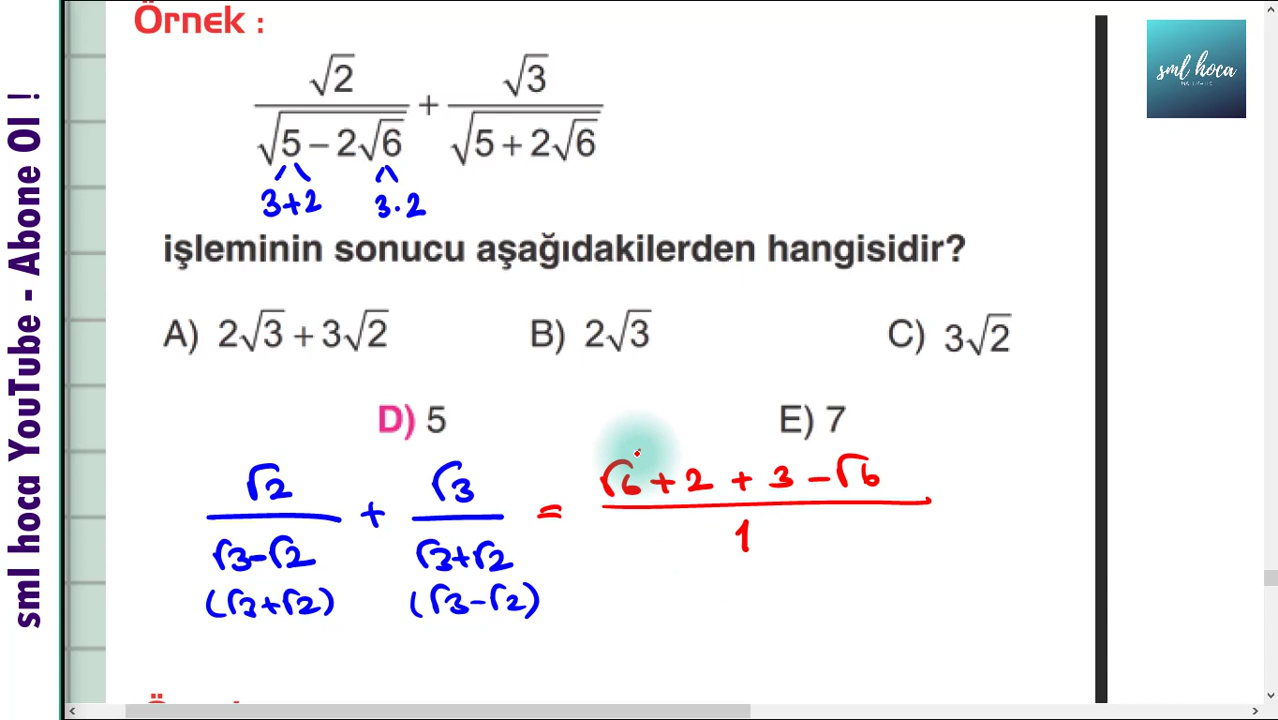 sml hoca YouTube - Abone Ol !
Örnek :
√2 / √(5 − 2√6) + √3 / √(5 + 2√6)
3+2 3.2
işleminin sonucu aşağıdakilerden hangisidir?
A) 2√3 + 3√2 B) 2√3 C) 3√2
D) 5 E) 7
√2 / (√3−√2) + √3 / (√3+√2) = (√6 + 2 + 3 − √6) / 1
(√3+√2) (√3−√2)
sml hoca